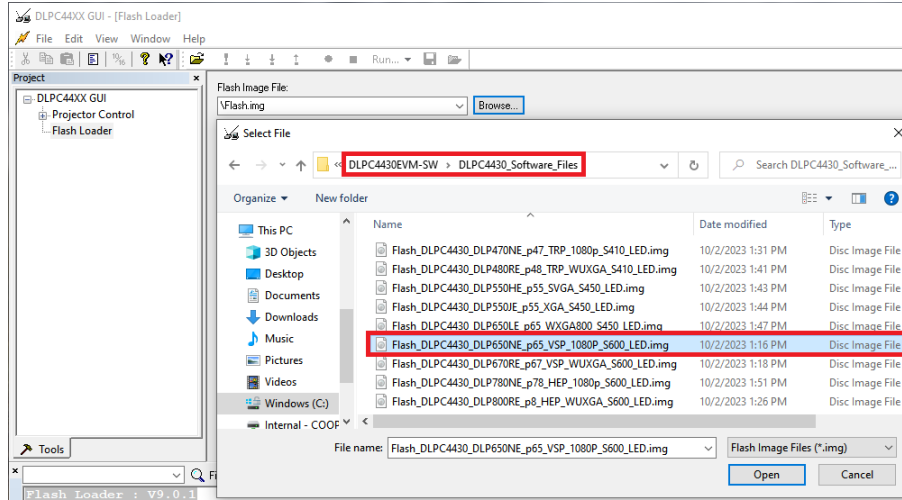 DLPC44XX GUI - [Flash Loader]
File Edit View Window Help
Run...
Project ×
DLPC44XX GUI
Projector Control
Flash Loader
Tools
Flash Image File:
\Flash.img Browse...
Select File
« DLPC4430EVM-SW › DLPC4430_Software_Files Search DLPC4430_Software_...
Organize New folder
This PC
3D Objects
Desktop
Documents
Downloads
Music
Pictures
Videos
Windows (C:)
Internal - COOP
Name Date modified Type
Flash_DLPC4430_DLP470NE_p47_TRP_1080p_S410_LED.img 10/2/2023 1:31 PM Disc Image File
Flash_DLPC4430_DLP480RE_p48_TRP_WUXGA_S410_LED.img 10/2/2023 1:41 PM Disc Image File
Flash_DLPC4430_DLP550HE_p55_SVGA_S450_LED.img 10/2/2023 1:43 PM Disc Image File
Flash_DLPC4430_DLP550JE_p55_XGA_S450_LED.img 10/2/2023 1:44 PM Disc Image File
Flash_DLPC4430_DLP650LE_p65_WXGA800_S450_LED.img 10/2/2023 1:47 PM Disc Image File
Flash_DLPC4430_DLP650NE_p65_VSP_1080P_S600_LED.img 10/2/2023 1:16 PM Disc Image File
Flash_DLPC4430_DLP670RE_p67_VSP_WUXGA_S600_LED.img 10/2/2023 1:18 PM Disc Image File
Flash_DLPC4430_DLP780NE_p78_HEP_1080p_S600_LED.img 10/2/2023 1:51 PM Disc Image File
Flash_DLPC4430_DLP800RE_p8_HEP_WUXGA_S600_LED.img 10/2/2023 1:26 PM Disc Image File
File name: Flash_DLPC4430_DLP650NE_p65_VSP_1080P_S600_LED.img Flash Image Files (*.img)
Open Cancel
Fi
Flash Loader : V9.0.1